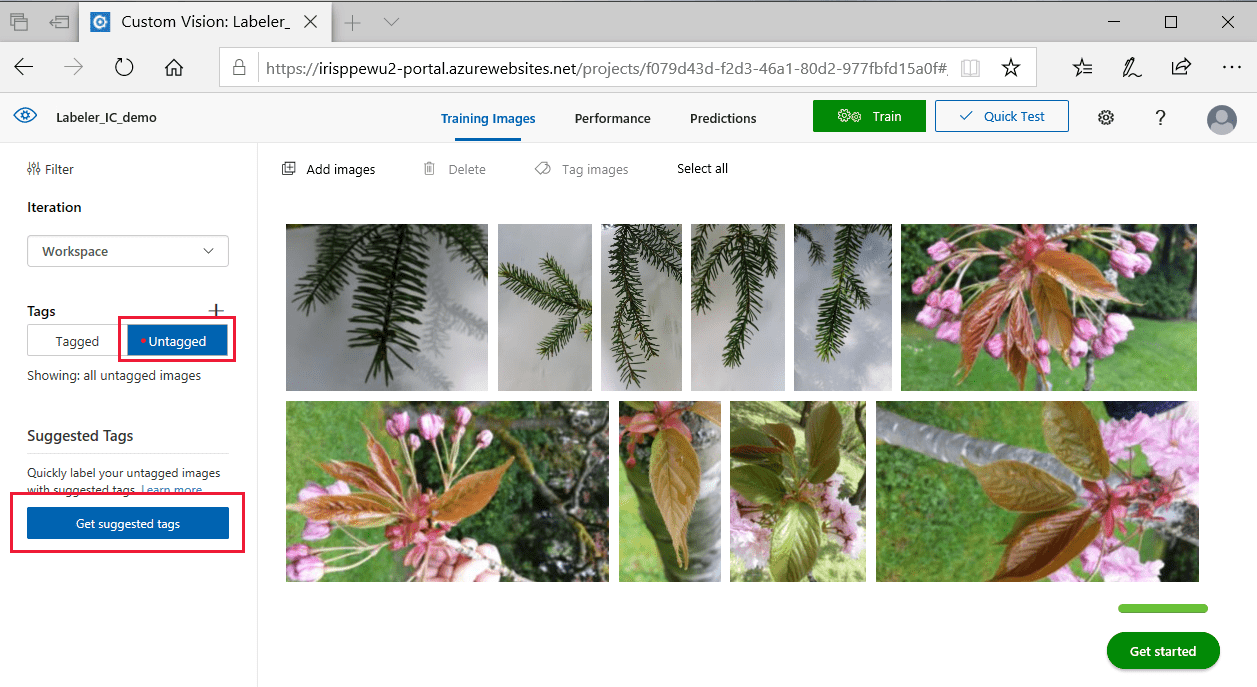 Custom Vision: Labeler_
https://irisppewu2-portal.azurewebsites.net/projects/f079d43d-f2d3-46a1-80d2-977fbfd15a0f#
Labeler_IC_demo
Training Images
Performance
Predictions
Train
Quick Test
?
Filter
Add images
Delete
Tag images
Select all
Iteration
Workspace
Tags
Tagged
Untagged
Showing: all untagged images
Suggested Tags
Quickly label your untagged images
with suggested tags. Learn more
Get suggested tags
Get started